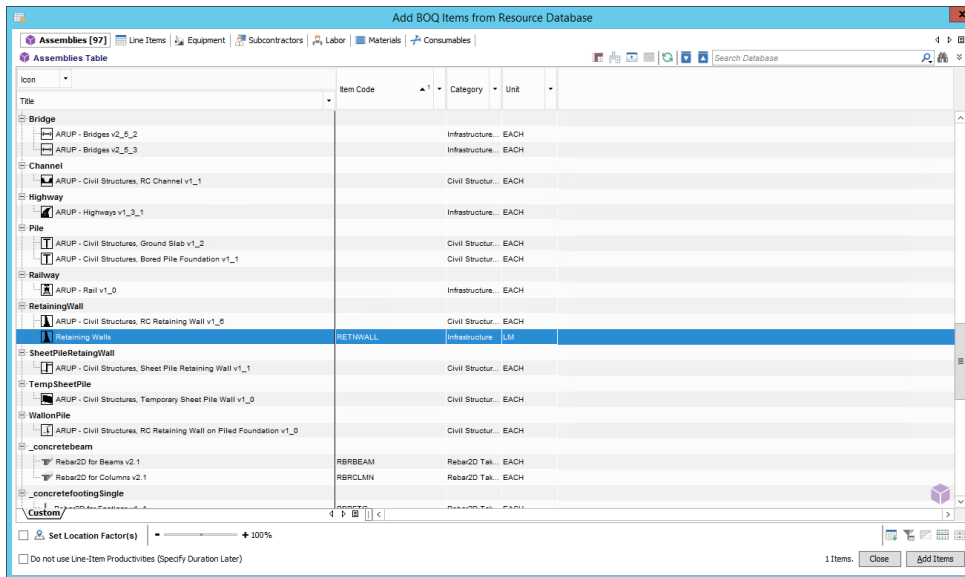 Add BOQ Items from Resource Database
X
Assemblies [97] Line Items Equipment Subcontractors Labor Materials Consumables
Assemblies Table Search Database
Icon
Item Code 1 Category Unit
Title
Bridge
ARUP - Bridges v2_5_2 Infrastructure... EACH
ARUP - Bridges v2_5_3 Infrastructure... EACH
Channel
ARUP - Civil Structures, RC Channel v1_1 Civil Structur... EACH
Highway
ARUP - Highways v1_3_1 Infrastructure... EACH
Pile
ARUP - Civil Structures, Ground Slab v1_2 Civil Structur... EACH
ARUP - Civil Structures, Bored Pile Foundation v1_1 Civil Structur... EACH
Railway
ARUP - Rail v1_0 Infrastructure... EACH
RetainingWall
ARUP - Civil Structures, RC Retaining Wall v1_6 Civil Structur... EACH
Retaining Walls RETNWALL Infrastructure LM
SheetPileRetaingWall
ARUP - Civil Structures, Sheet Pile Retaining Wall v1_1 Civil Structur... EACH
TempSheetPile
ARUP - Civil Structures, Temporary Sheet Pile Wall v1_0 Civil Structur... EACH
WallonPile
ARUP - Civil Structures, RC Retaining Wall on Piled Foundation v1_0 Civil Structur... EACH
_concretebeam
Rebar2D for Beams v2.1 RBRBEAM Rebar2D Tak... EACH
Rebar2D for Columns v2.1 RBRCLMN Rebar2D Tak... EACH
_concretefootingSingle
Custom
Set Location Factor(s) - + 100%
Do not use Line-Item Productivities (Specify Duration Later) 1 Items. Close Add Items